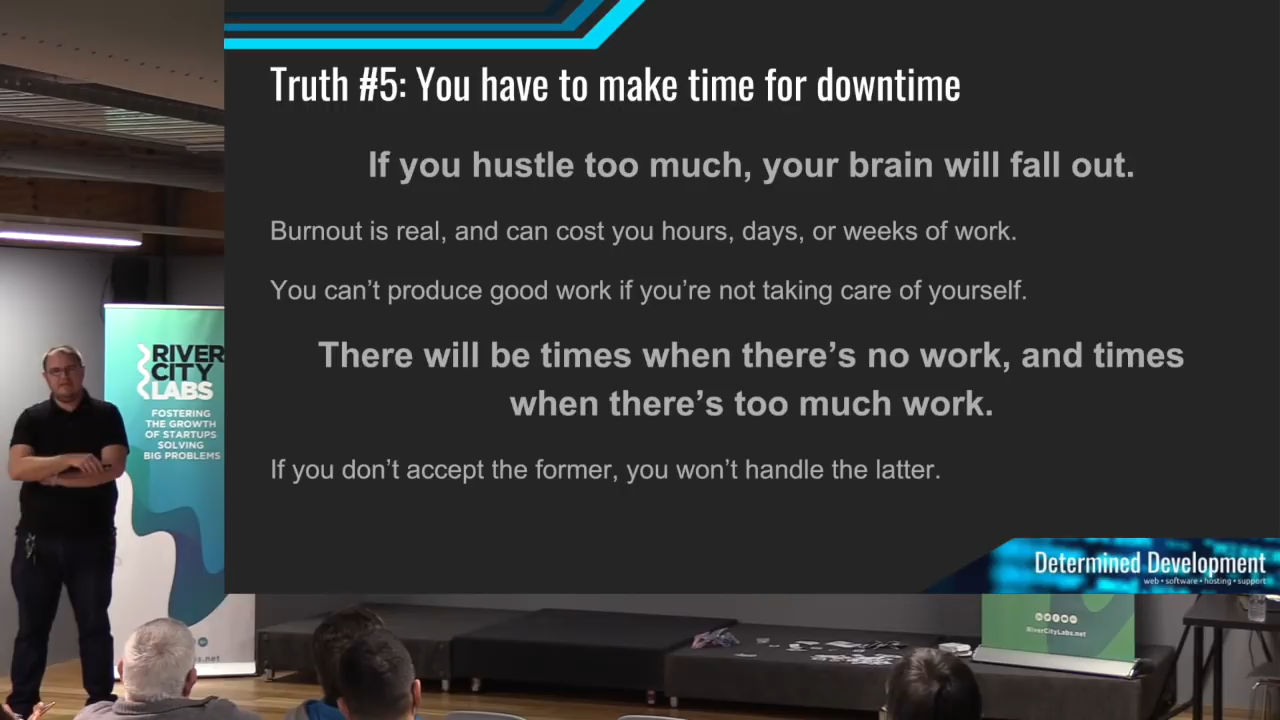 Truth #5: You have to make time for downtime
If you hustle too much, your brain will fall out.
Burnout is real, and can cost you hours, days, or weeks of work.
You can't produce good work if you're not taking care of yourself.
There will be times when there's no work, and times
when there's too much work.
If you don't accept the former, you won't handle the latter.
Determined Development
web • software • hosting • support
RIVER
CITY
LABS
FOSTERING
THE GROWTH
OF STARTUPS
SOLVING
BIG PROBLEMS
RiverCityLabs.net